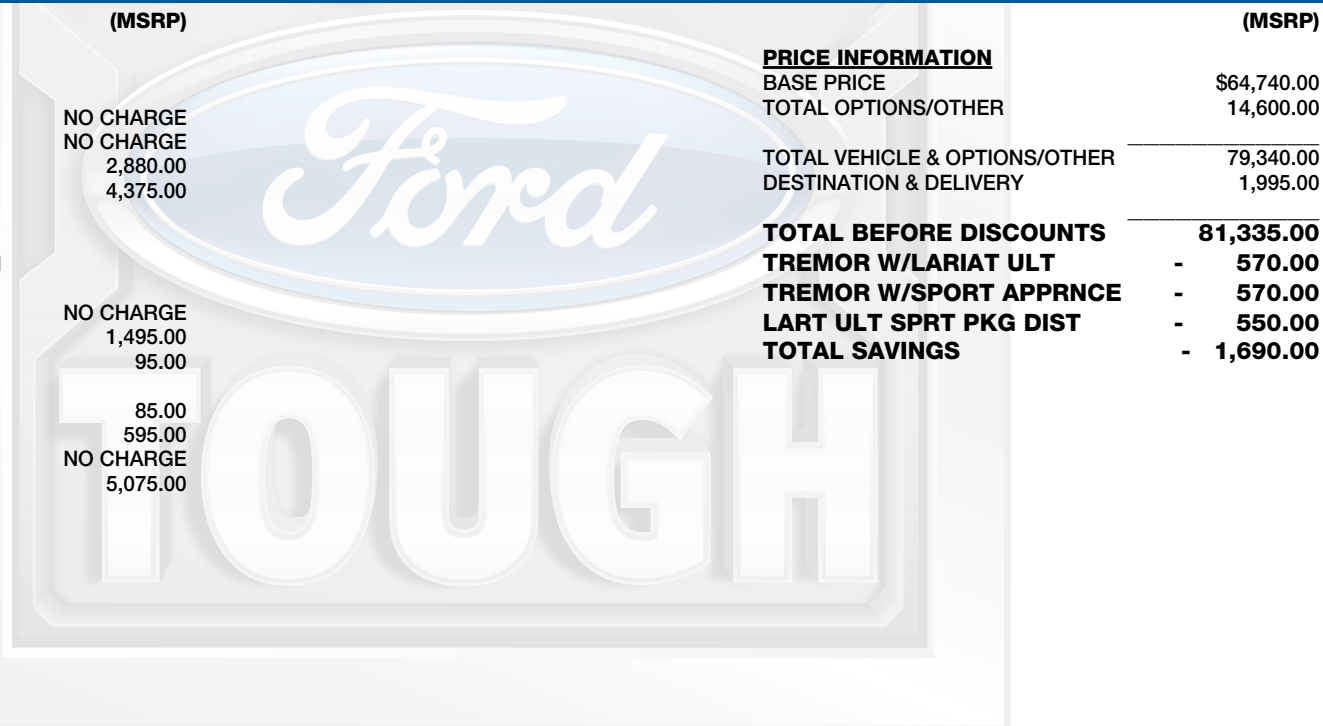 (MSRP)
NO CHARGE
NO CHARGE
2,880.00
4,375.00
NO CHARGE
1,495.00
95.00
85.00
595.00
NO CHARGE
5,075.00
(MSRP)
PRICE INFORMATION
BASE PRICE $64,740.00
TOTAL OPTIONS/OTHER 14,600.00
TOTAL VEHICLE & OPTIONS/OTHER 79,340.00
DESTINATION & DELIVERY 1,995.00
TOTAL BEFORE DISCOUNTS 81,335.00
TREMOR W/LARIAT ULT - 570.00
TREMOR W/SPORT APPRNCE - 570.00
LART ULT SPRT PKG DIST - 550.00
TOTAL SAVINGS - 1,690.00
Ford
TOUGH